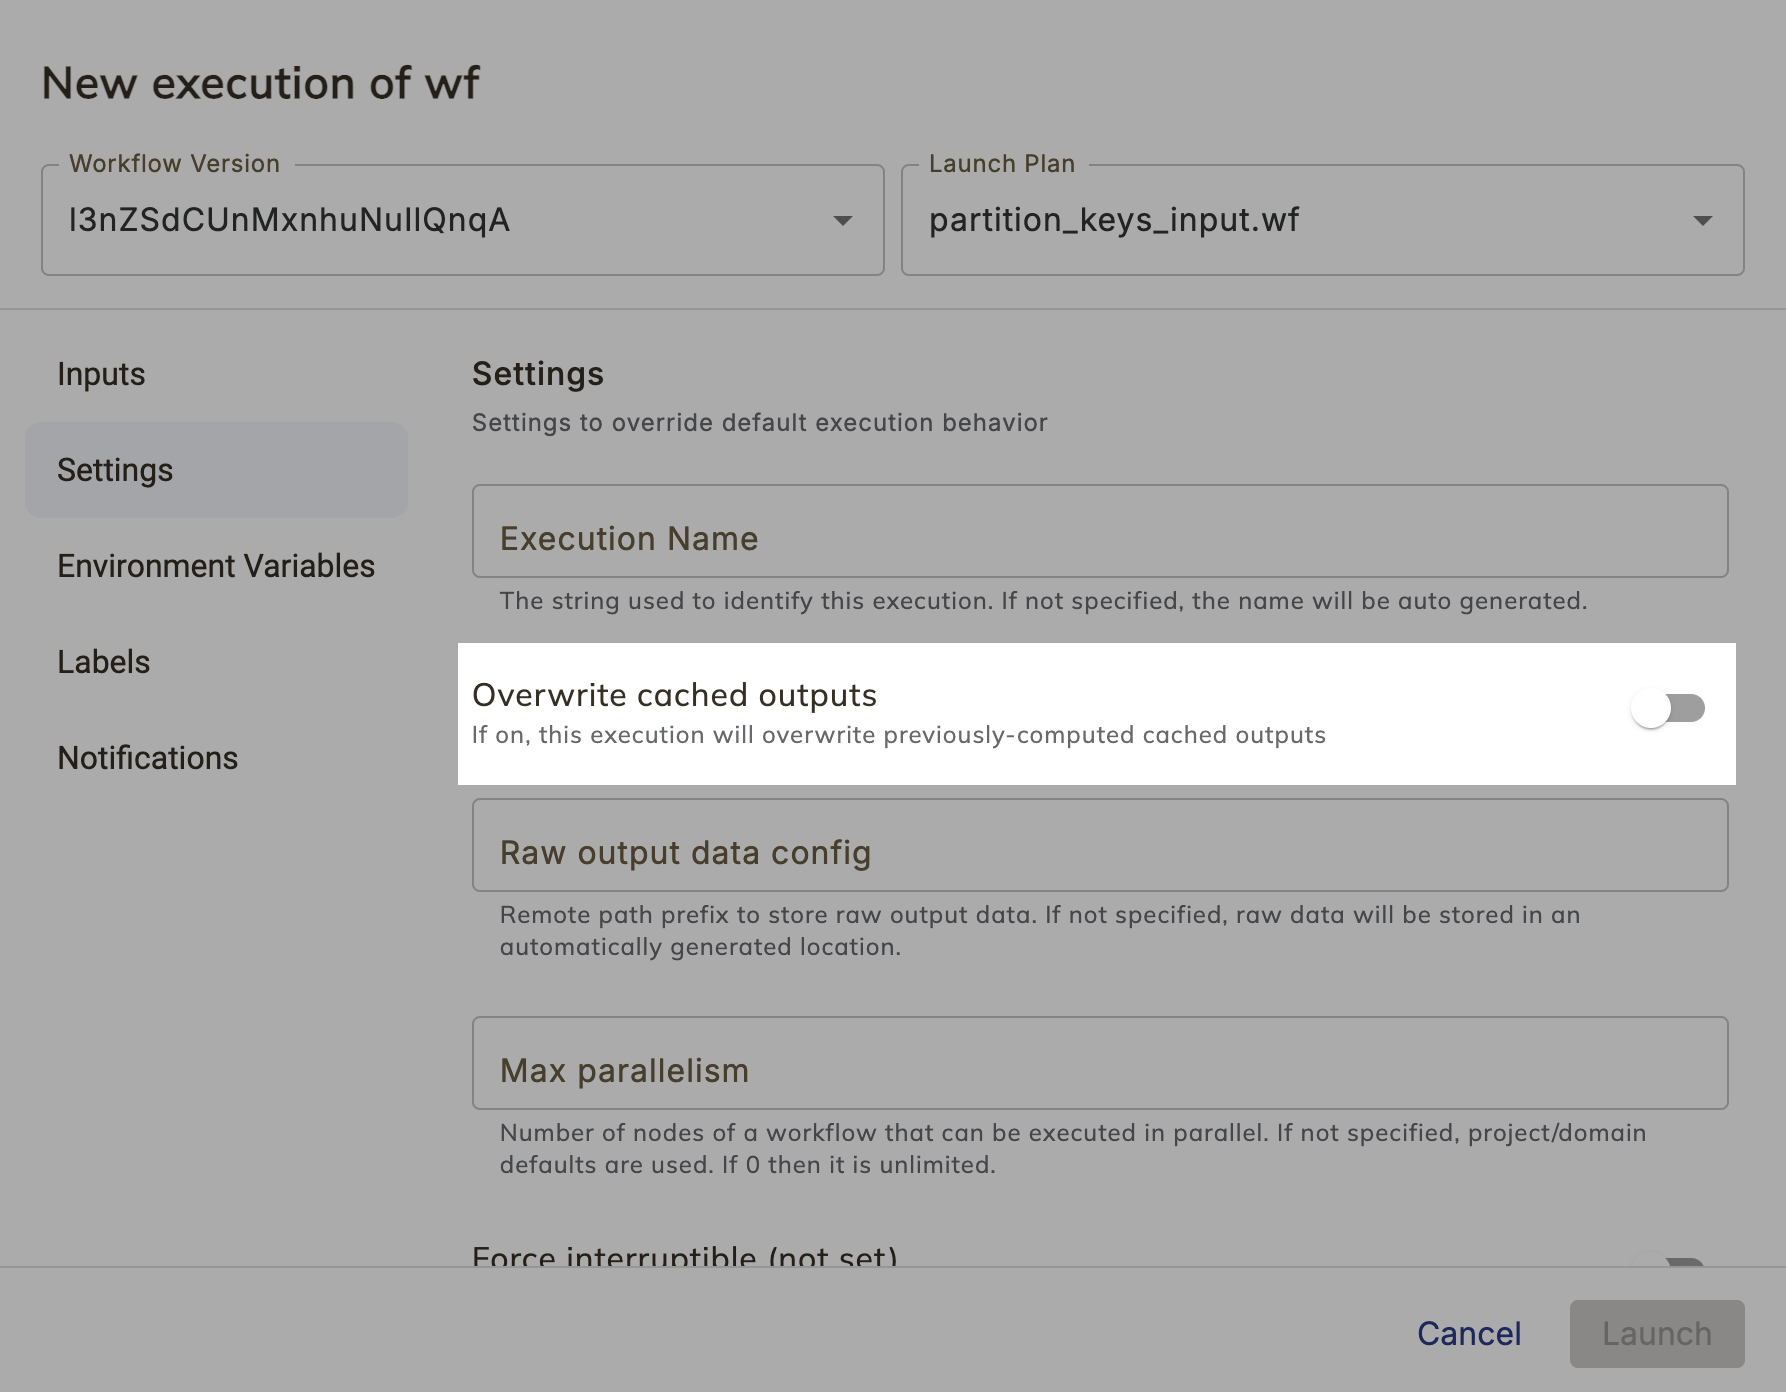 New execution of wf
Workflow Version
Launch Plan
l3nZSdCUnMxnhuNullQnqA
partition_keys_input.wf
Inputs
Settings
Environment Variables
Labels
Notifications
Settings
Settings to override default execution behavior
Execution Name
The string used to identify this execution. If not specified, the name will be auto generated.
Overwrite cached outputs
If on, this execution will overwrite previously-computed cached outputs
Raw output data config
Remote path prefix to store raw output data. If not specified, raw data will be stored in an
automatically generated location.
Max parallelism
Number of nodes of a workflow that can be executed in parallel. If not specified, project/domain
defaults are used. If 0 then it is unlimited.
Force interruptible (not set)
Cancel
Launch